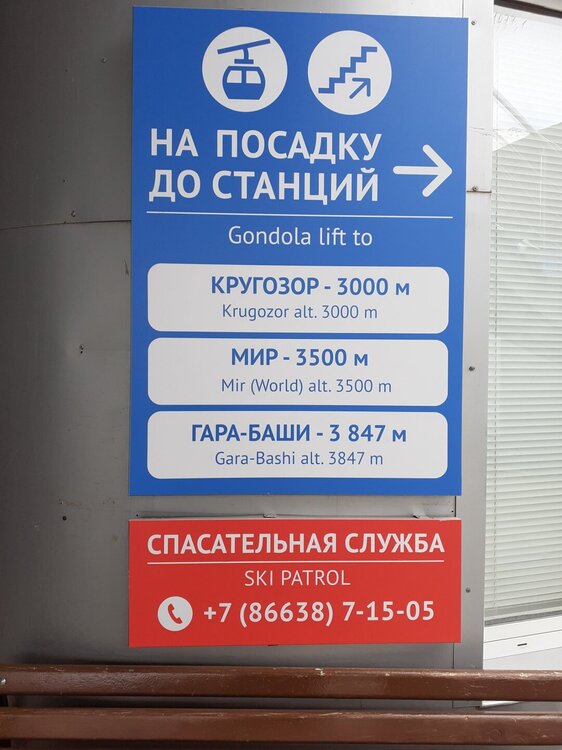 НА ПОСАДКУ
ДО СТАНЦИЙ
Gondola lift to
КРУГОЗОР - 3000 м
Krugozor alt. 3000 m
МИР - 3500 м
Mir (World) alt. 3500 m
ГАРА-БАШИ - 3 847 м
Gara-Bashi alt. 3847 m
СПАСАТЕЛЬНАЯ СЛУЖБА
SKI PATROL
+7 (86638) 7-15-05